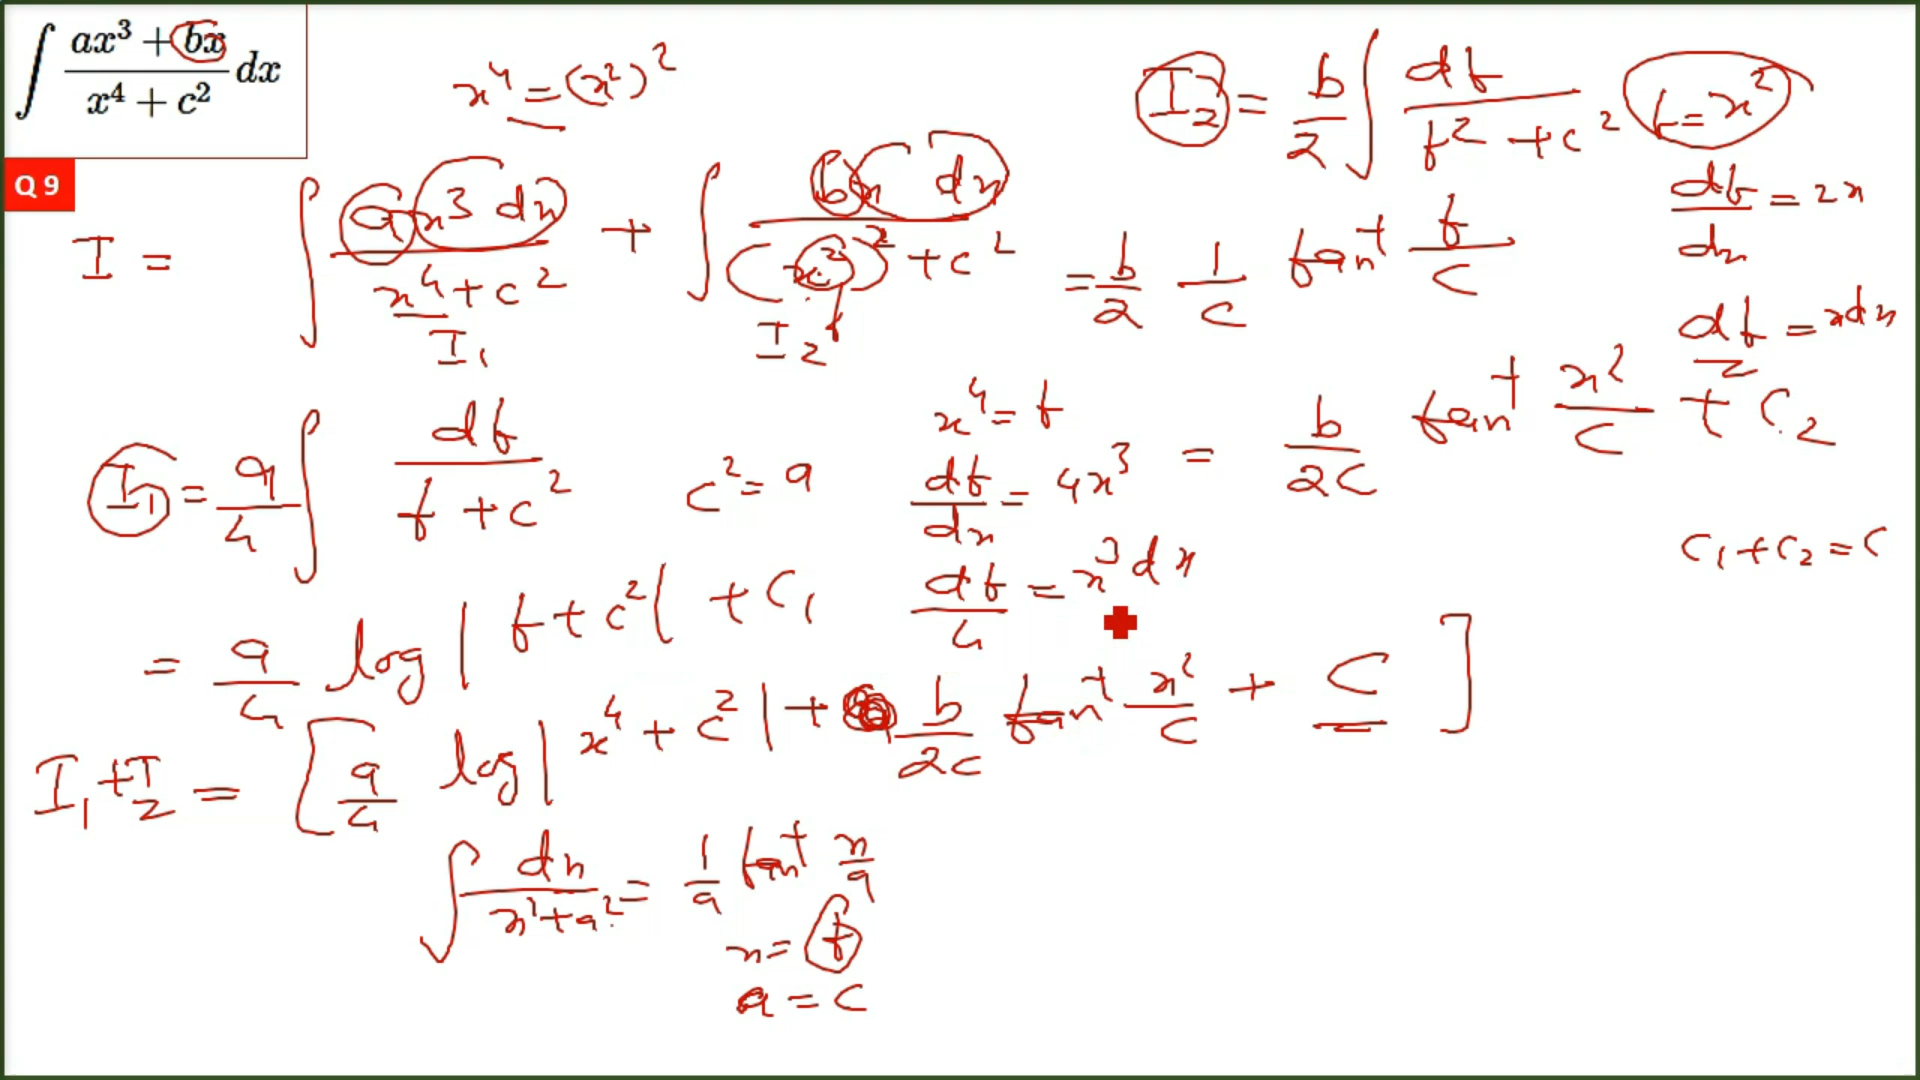 ∫ (ax³ + bx)/(x⁴ + c²) dx
x⁴ = (x²)²
Q 9
I = ∫ (a x³ dx)/(x⁴ + c²) + ∫ (b x dx)/((x²)² + c²)
I₁ I₂ t
I₁ = a/4 ∫ dt/(t + c²)
c² = a
x⁴ = t
dt/dx = 4x³
dt/4 = x³ dx
= a/4 log | t + c² | + C₁
I₂ = b/2 ∫ dt/(t² + c²) t = x²
dt/dx = 2x
= b/2 1/c tan⁻¹ t/c
dt/2 = x dx
= b/2c tan⁻¹ x²/c + C₂
C₁ + C₂ = C
I₁ + I₂ = [ a/4 log | x⁴ + c² | + b/2c tan⁻¹ x²/c + C ]
∫ dx/(x² + a²) = 1/a tan⁻¹ x/a
x = t
a = c